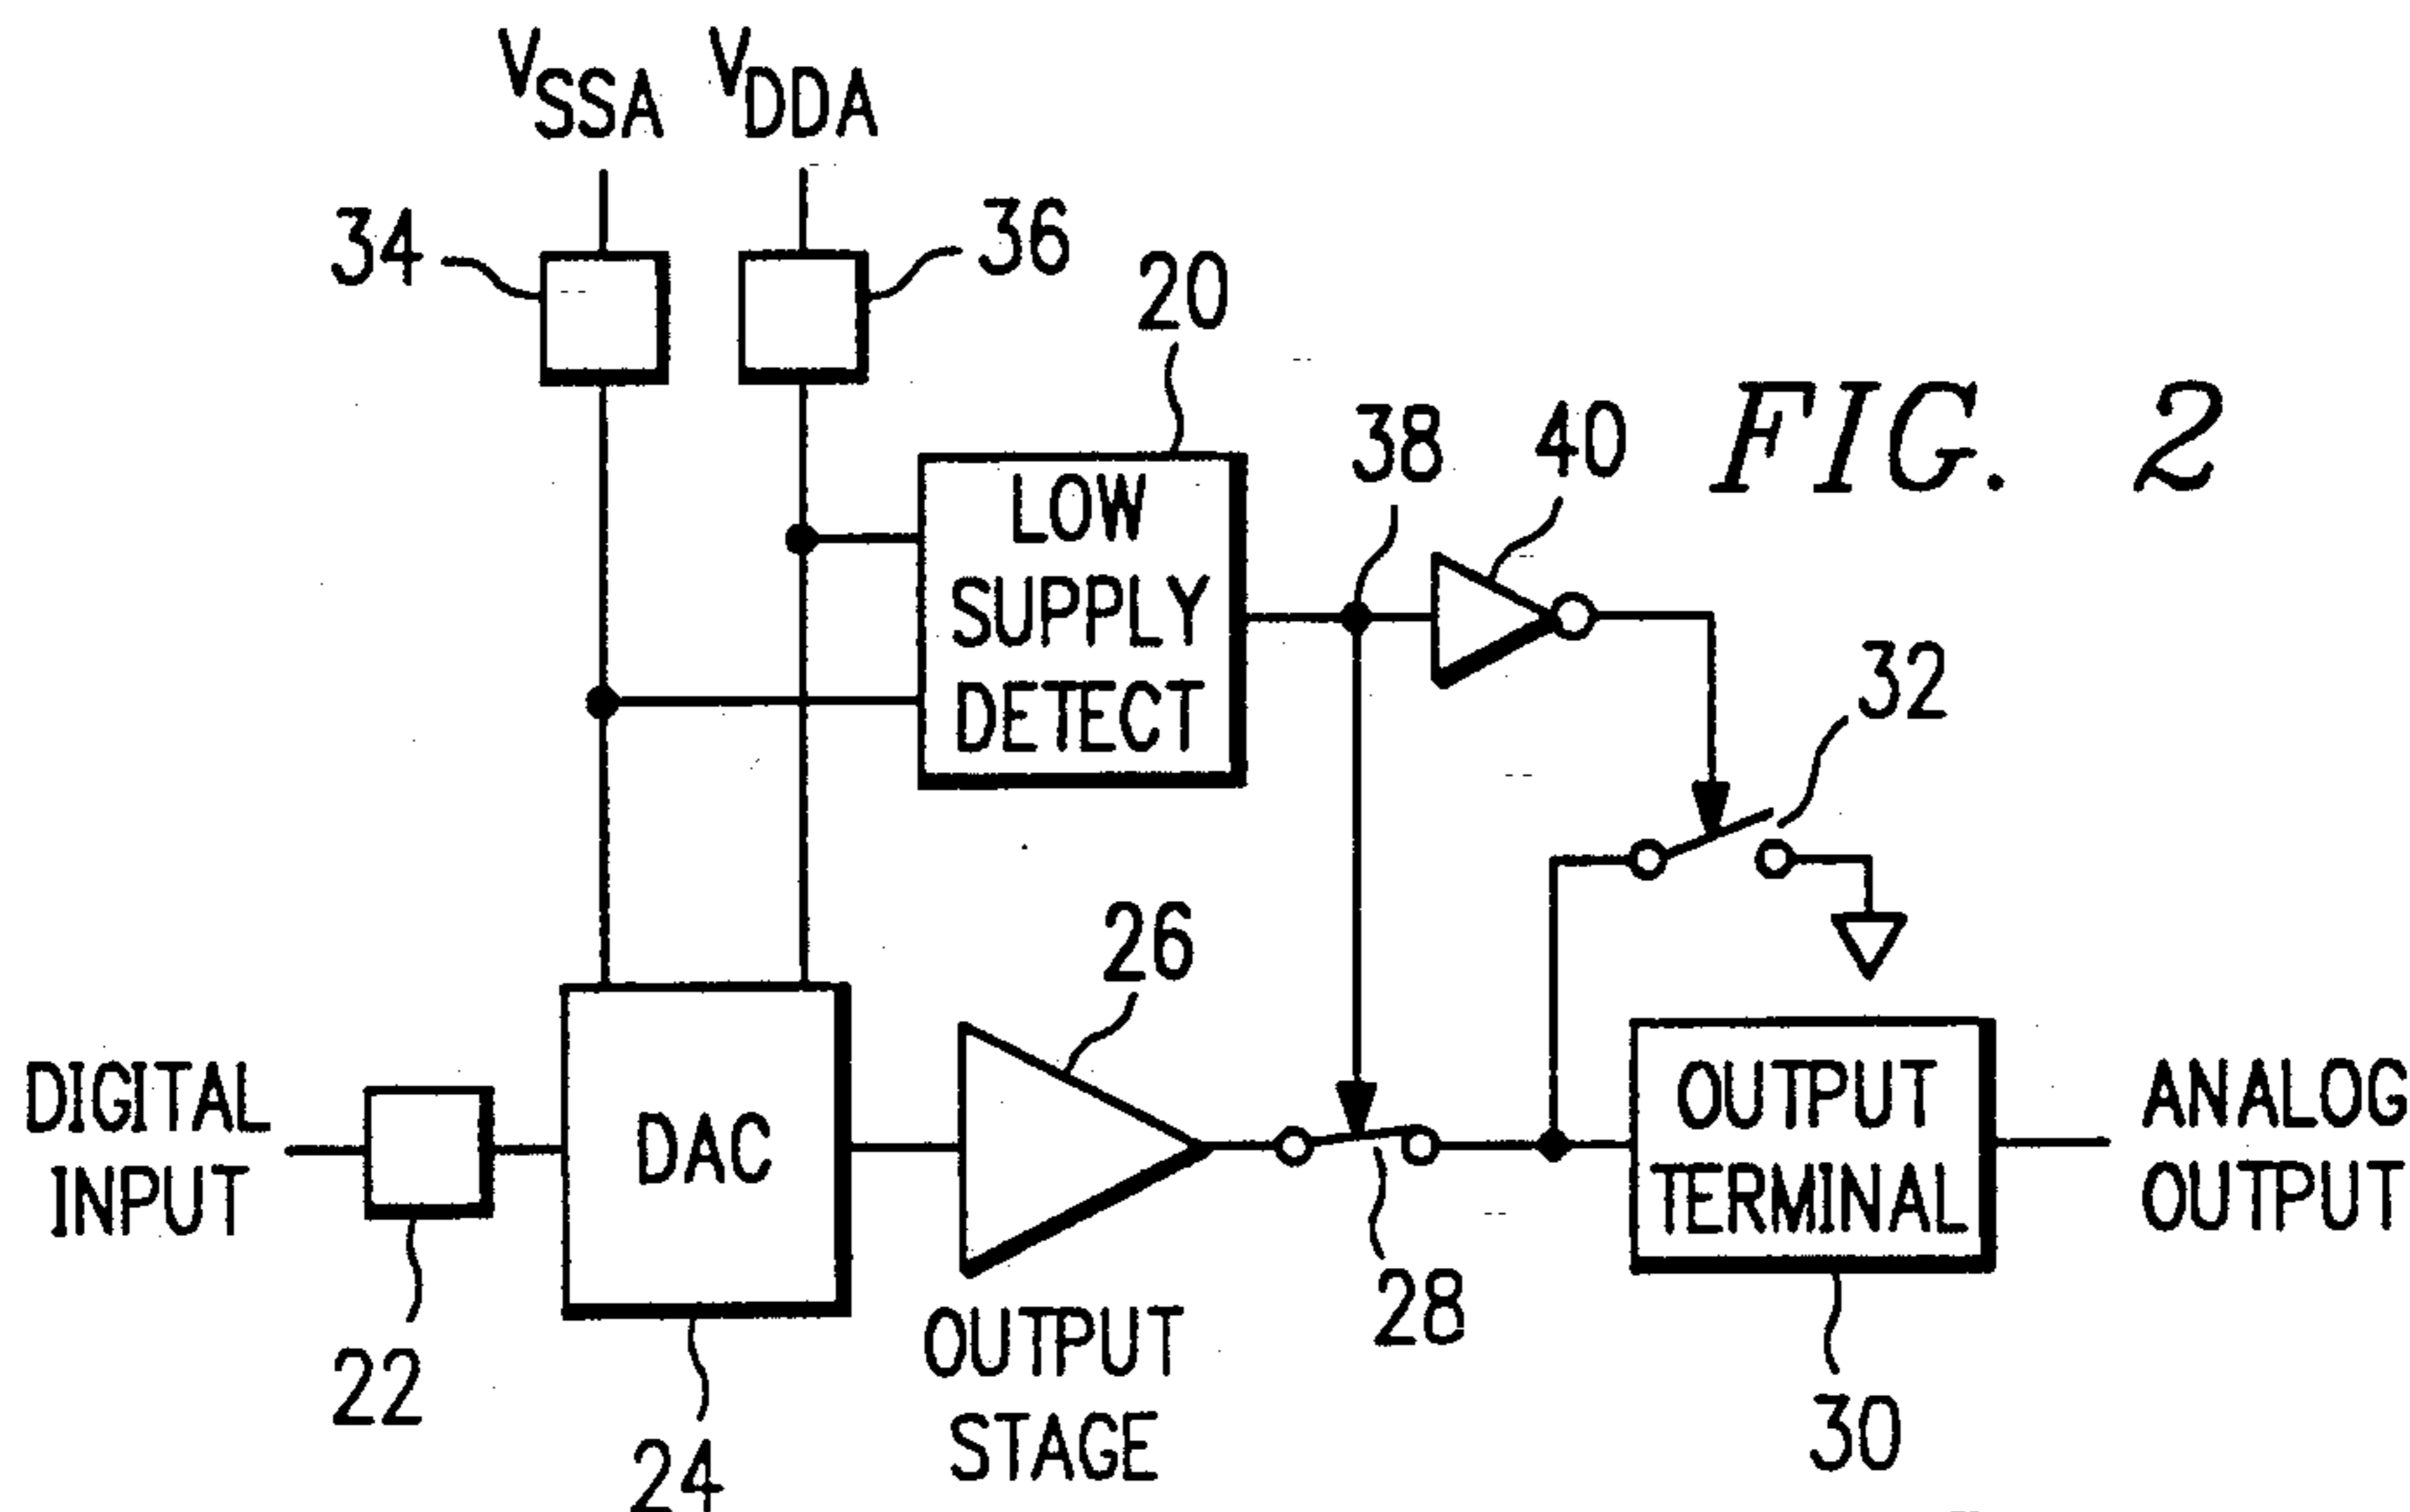 VSSA VDDA
34
36
20
38
40
FIG. 2
LOW
SUPPLY
DETECT
32
26
DIGITAL
INPUT
DAC
OUTPUT
TERMINAL
ANALOG
OUTPUT
22
24
OUTPUT
STAGE
28
30